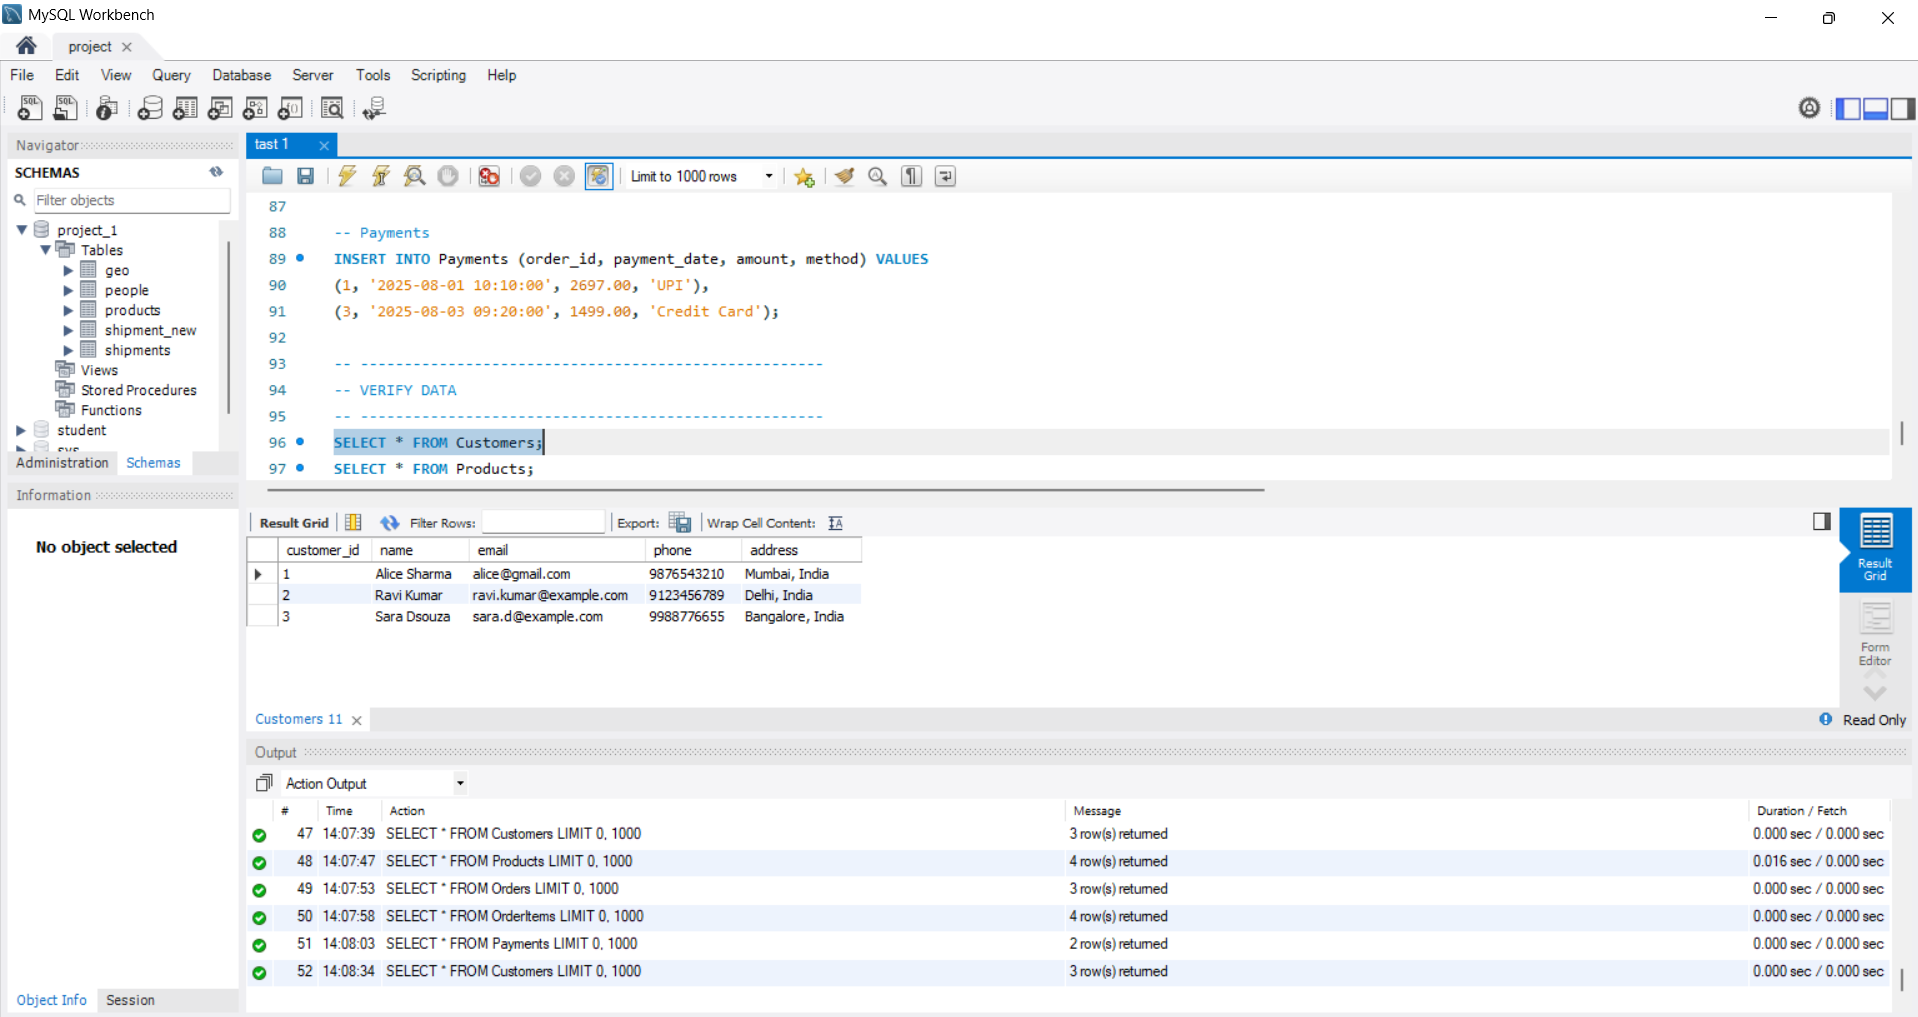 MySQL Workbench
project
File Edit View Query Database Server Tools Scripting Help
Navigator
SCHEMAS
Filter objects
project_1
Tables
geo
people
products
shipment_new
shipments
Views
Stored Procedures
Functions
student
sys
Administration Schemas
Information
No object selected
Object Info Session
tast 1
Limit to 1000 rows
87
88 -- Payments
89 INSERT INTO Payments (order_id, payment_date, amount, method) VALUES
90 (1, '2025-08-01 10:10:00', 2697.00, 'UPI'),
91 (3, '2025-08-03 09:20:00', 1499.00, 'Credit Card');
92
93 -- -----------------------------------------------------
94 -- VERIFY DATA
95 -- -----------------------------------------------------
96 SELECT * FROM Customers;
97 SELECT * FROM Products;
Result Grid Filter Rows: Export: Wrap Cell Content:
customer_id name email phone address
1 Alice Sharma alice@gmail.com 9876543210 Mumbai, India
2 Ravi Kumar ravi.kumar@example.com 9123456789 Delhi, India
3 Sara Dsouza sara.d@example.com 9988776655 Bangalore, India
Result
Grid
Form
Editor
Customers 11
Read Only
Output
Action Output
# Time Action Message Duration / Fetch
47 14:07:39 SELECT * FROM Customers LIMIT 0, 1000 3 row(s) returned 0.000 sec / 0.000 sec
48 14:07:47 SELECT * FROM Products LIMIT 0, 1000 4 row(s) returned 0.016 sec / 0.000 sec
49 14:07:53 SELECT * FROM Orders LIMIT 0, 1000 3 row(s) returned 0.000 sec / 0.000 sec
50 14:07:58 SELECT * FROM OrderItems LIMIT 0, 1000 4 row(s) returned 0.000 sec / 0.000 sec
51 14:08:03 SELECT * FROM Payments LIMIT 0, 1000 2 row(s) returned 0.000 sec / 0.000 sec
52 14:08:34 SELECT * FROM Customers LIMIT 0, 1000 3 row(s) returned 0.000 sec / 0.000 sec